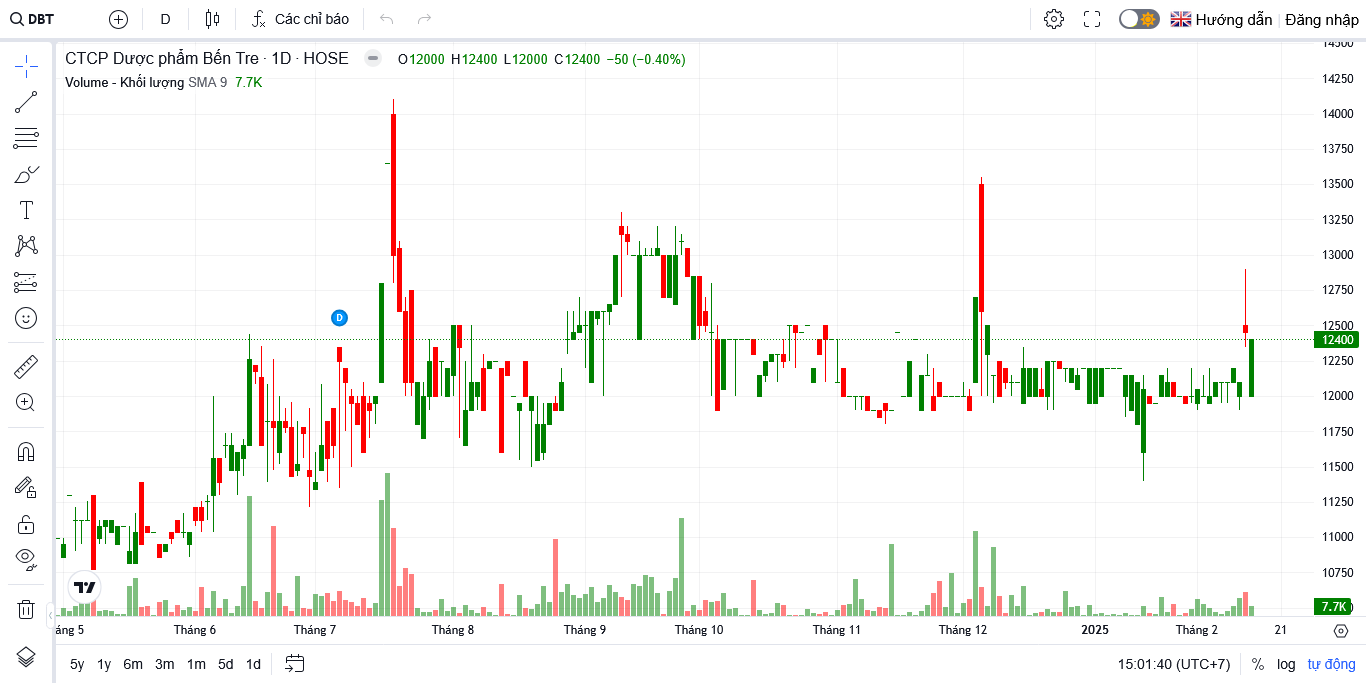 DBT D Các chỉ báo Hướng dẫn Đăng nhập
CTCP Dược phẩm Bến Tre · 1D · HOSE O12000 H12400 L12000 C12400 −50 (−0.40%)
Volume - Khối lượng SMA 9 7.7K
14500
14250
14000
13750
13500
13250
13000
12750
12500
12400
12250
12000
11750
11500
11250
11000
10750
7.7K
D
áng 5 Tháng 6 Tháng 7 Tháng 8 Tháng 9 Tháng 10 Tháng 11 Tháng 12 2025 Tháng 2 21
5y 1y 6m 3m 1m 5d 1d 15:01:40 (UTC+7) % log tự động